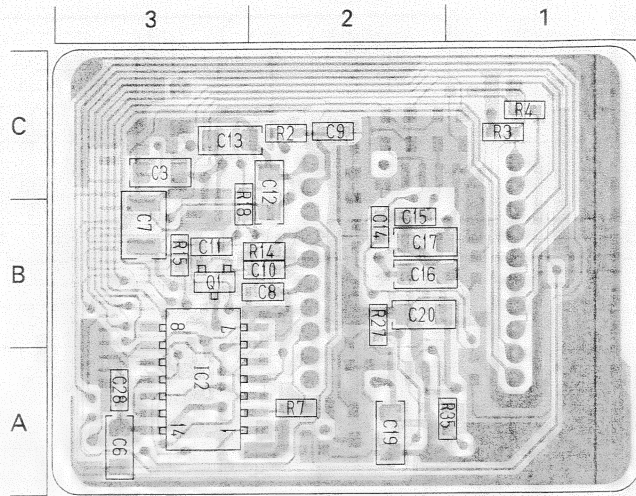 3 2 1
C
R4
R2 C9 R3
C13
C3
C12
R18
C7
C14 C15
B
R15 C11 C17
R14
C10 C16
Q1
C8
R27 C20
8 7
IC2
A
C28
R7
14 1
C6 C19 R35